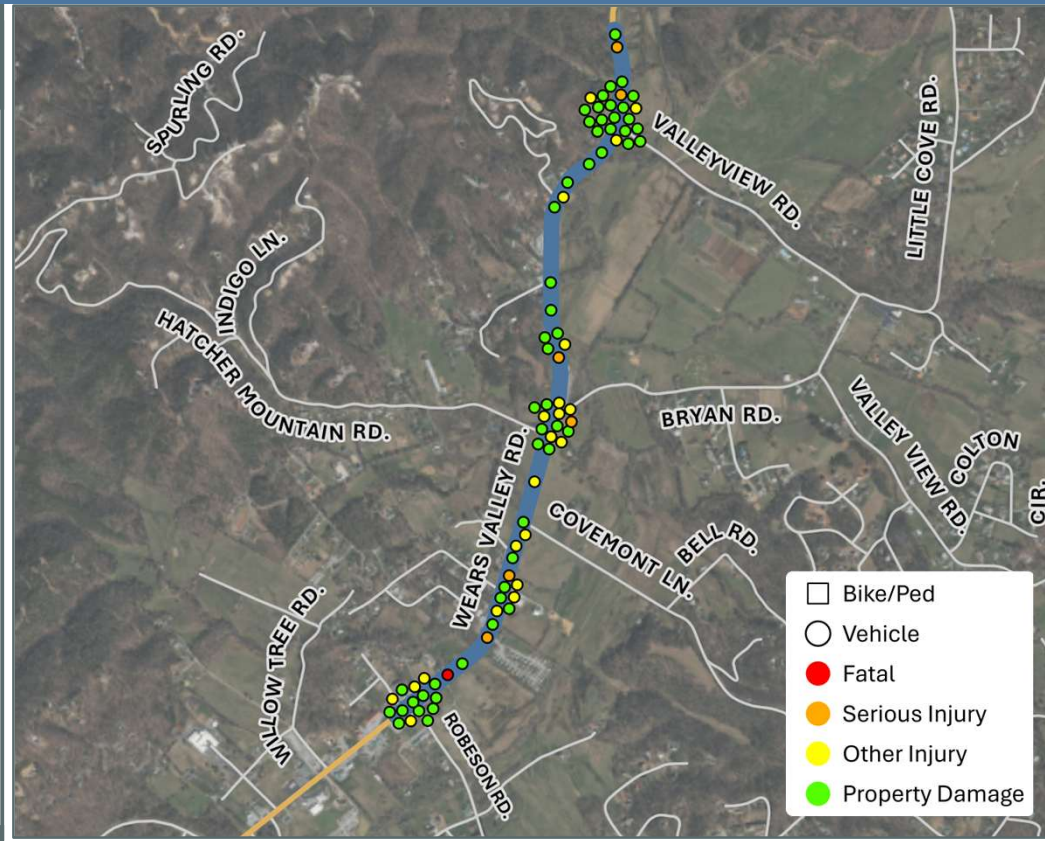 SPURLING RD.
VALLEYVIEW RD.
LITTLE COVE RD.
INDIGO LN.
HATCHER MOUNTAIN RD.
BRYAN RD.
VALLEY VIEW RD.
COLTON
CIR.
WEARS VALLEY RD.
COVEMONT LN.
BELL RD.
WILLOW TREE RD.
ROBESON RD.
Bike/Ped
Vehicle
Fatal
Serious Injury
Other Injury
Property Damage